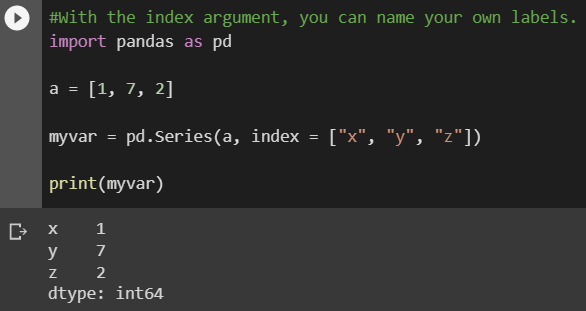 #With the index argument, you can name your own labels.
import pandas as pd
a = [1, 7, 2]
myvar = pd.Series(a, index = ["x", "y", "z"])
print(myvar)
x    1
y    7
z    2
dtype: int64